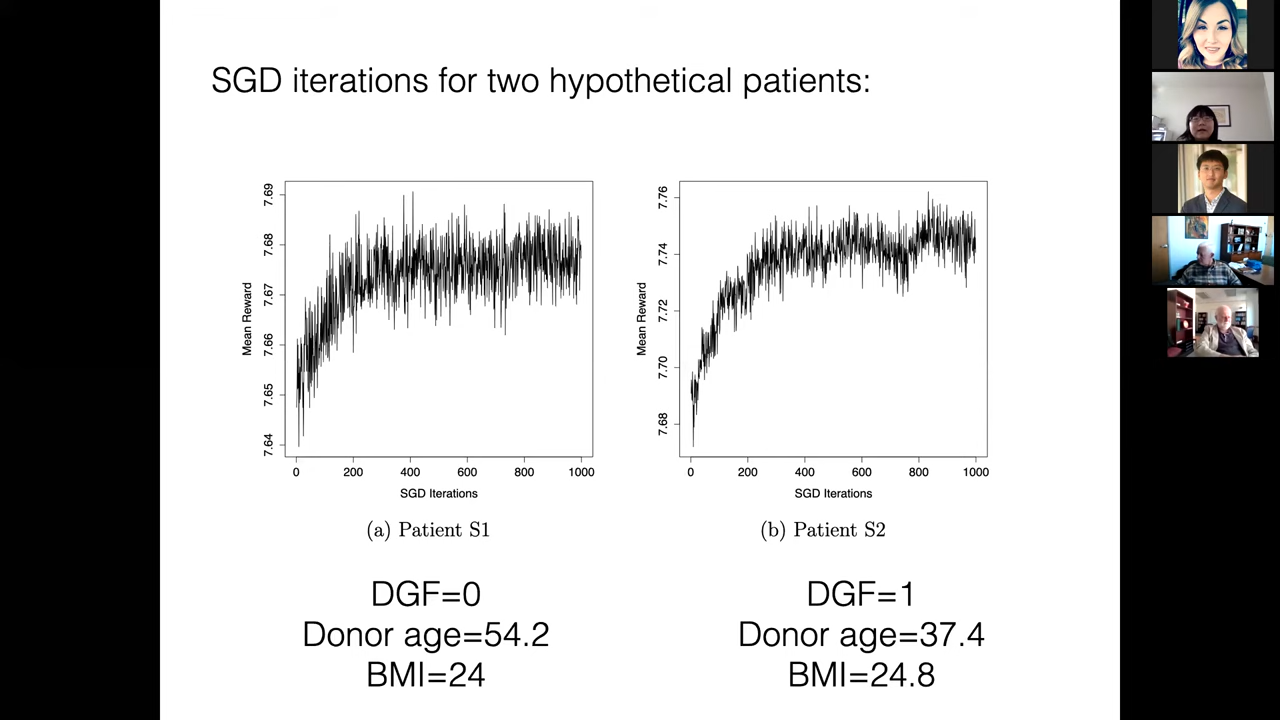 SGD iterations for two hypothetical patients:
7.69
7.68
7.67
7.66
7.65
7.64
Mean Reward
0 200 400 600 800 1000
SGD Iterations
(a) Patient S1
7.76
7.74
7.72
7.70
7.68
Mean Reward
0 200 400 600 800 1000
SGD Iterations
(b) Patient S2
DGF=0
Donor age=54.2
BMI=24
DGF=1
Donor age=37.4
BMI=24.8